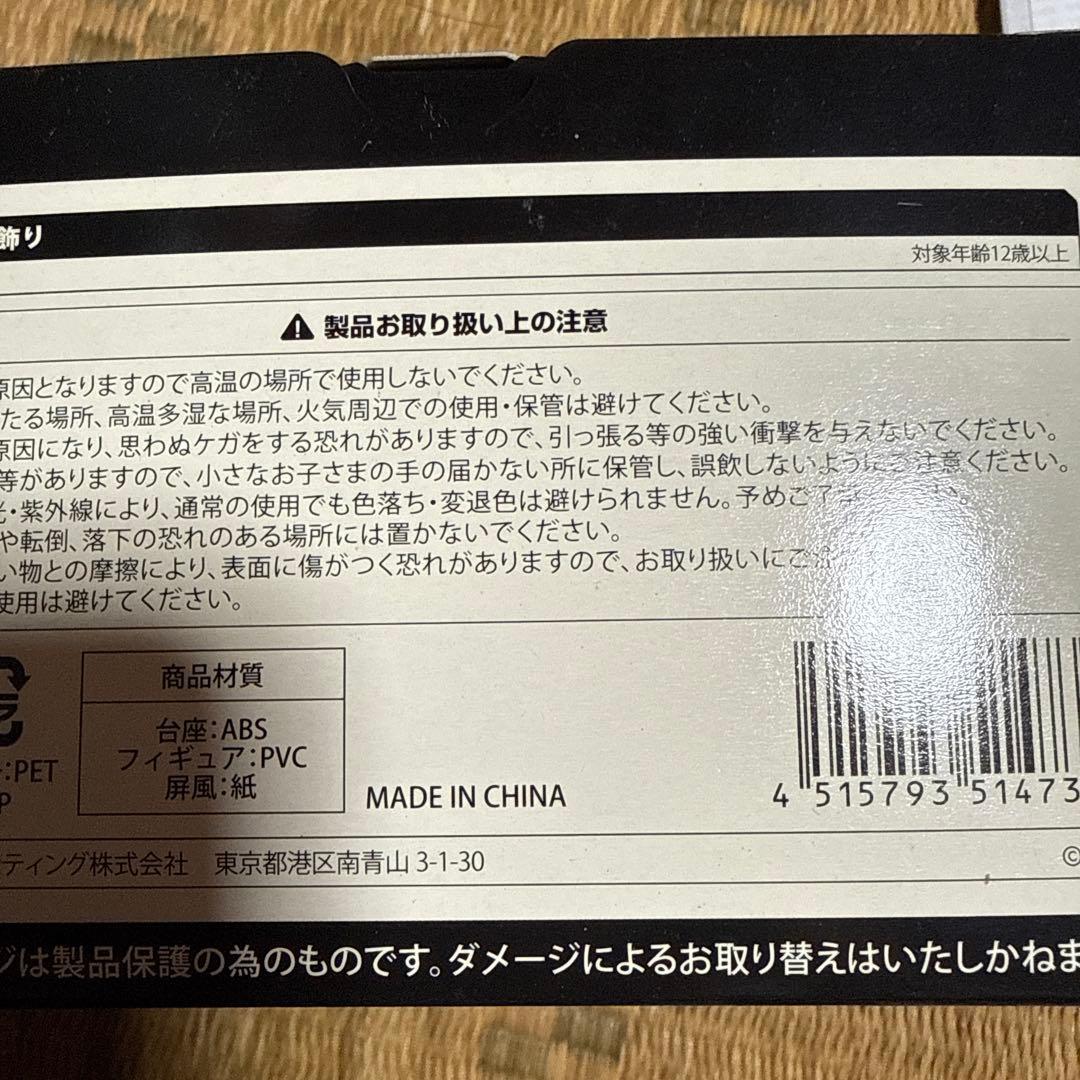 飾り
対象年齢12歳以上
製品お取り扱い上の注意
原因となりますので高温の場所で使用しないでください。
たる場所、高温多湿な場所、火気周辺での使用・保管は避けてください。
原因になり、思わぬケガをする恐れがありますので、引っ張る等の強い衝撃を与えないでください。
等がありますので、小さなお子さまの手の届かない所に保管し、誤飲しないようにご注意ください。
・紫外線により、通常の使用でも色落ち・変退色は避けられません。予めご了承
や転倒、落下の恐れのある場所には置かないでください。
い物との摩擦により、表面に傷がつく恐れがありますので、お取り扱いにご注
使用は避けてください。
商品材質
台座:ABS
フィギュア:PVC
屏風:紙
プラ
:PET
P
MADE IN CHINA
4 515793 51473
ティング株式会社 東京都港区南青山 3-1-30
©
ジは製品保護の為のものです。ダメージによるお取り替えはいたしかねま